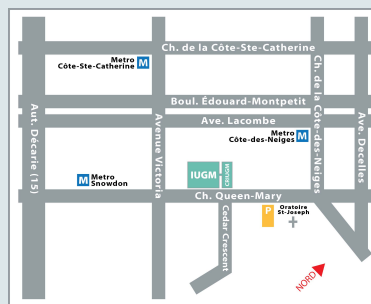 Ch. de la Côte-Ste-Catherine
Metro
Côte-Ste-Catherine M
Boul. Édouard-Montpetit
Ave. Lacombe
Metro
Côte-des-Neiges M
Aut. Décarie (15)
Avenue Victoria
Ch. de la Côte-des-Neiges
Ave. Decelles
M Metro
Snowdon
IUGM
CRIUGM
Ch. Queen-Mary
Cedar Crescent
P
Oratoire
St-Joseph
NORD